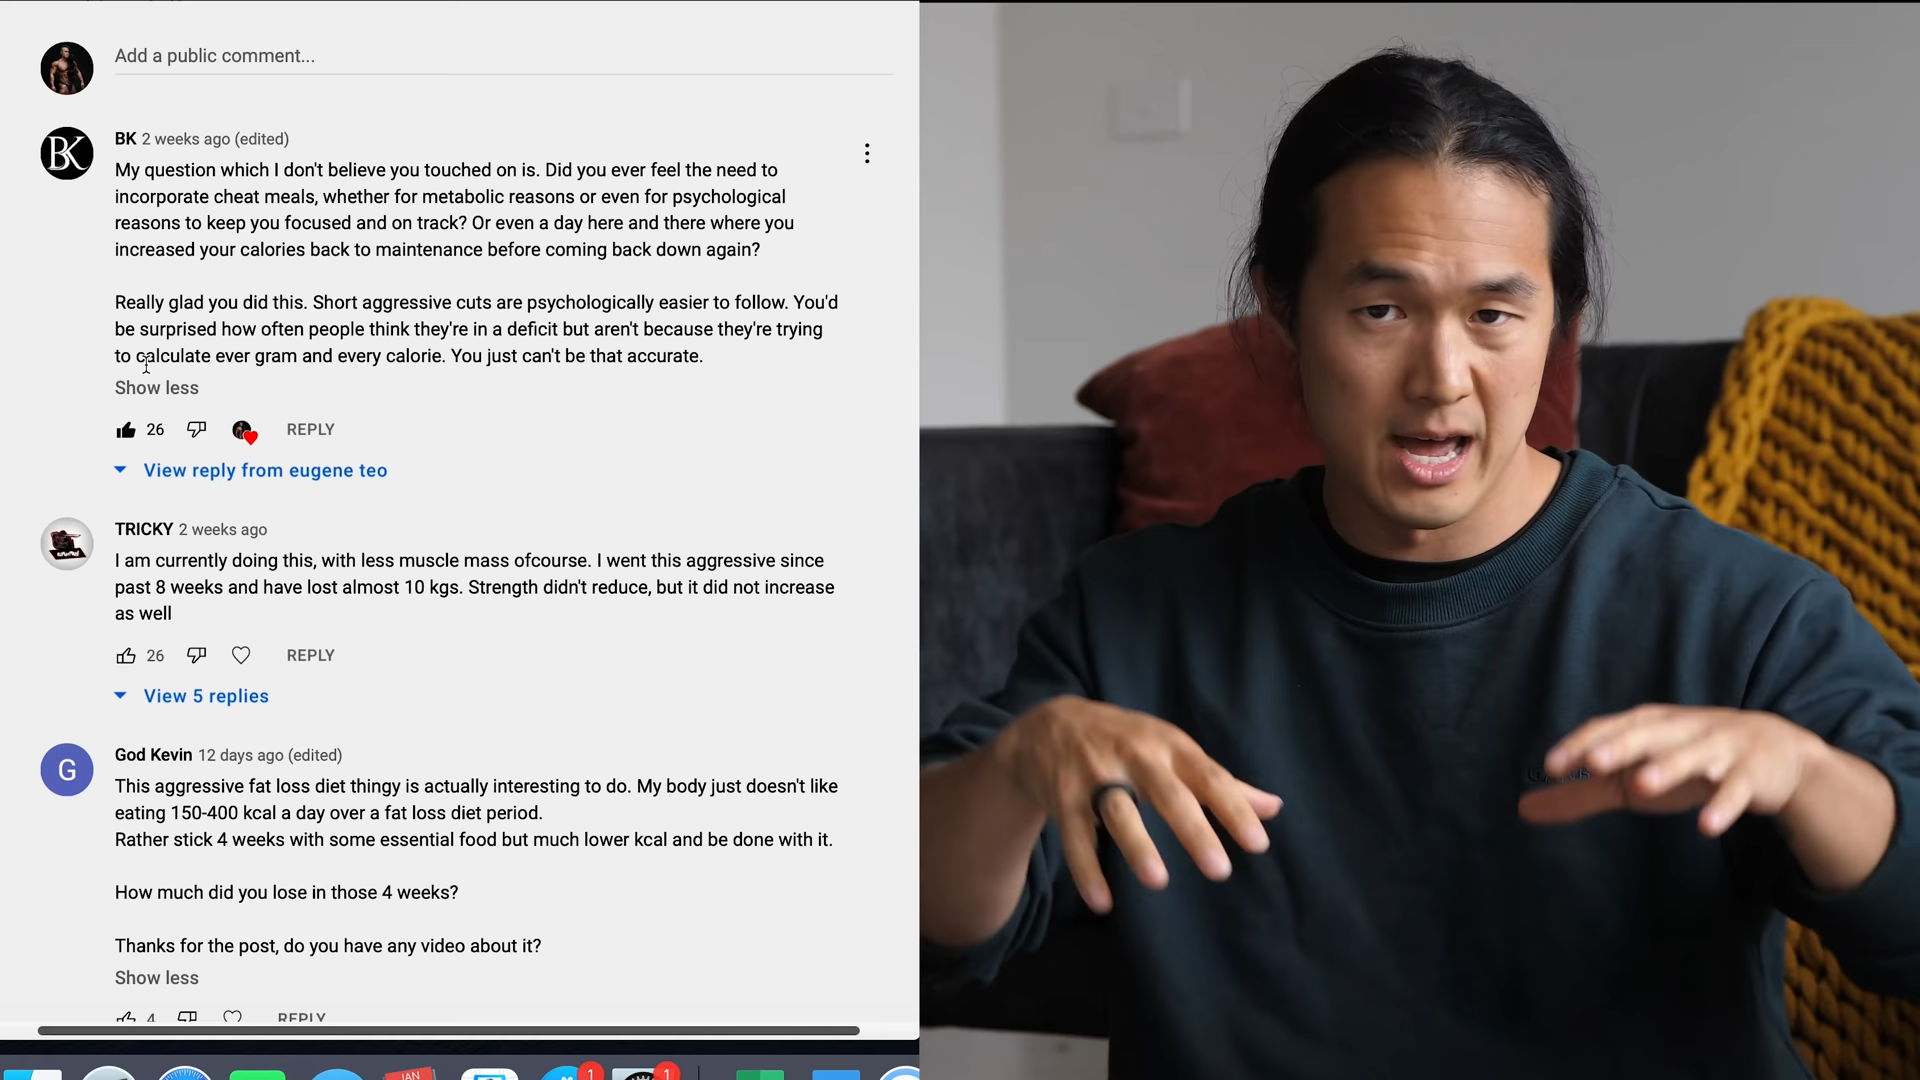 Add a public comment...
BK 2 weeks ago (edited)
My question which I don't believe you touched on is. Did you ever feel the need to
incorporate cheat meals, whether for metabolic reasons or even for psychological
reasons to keep you focused and on track? Or even a day here and there where you
increased your calories back to maintenance before coming back down again?
Really glad you did this. Short aggressive cuts are psychologically easier to follow. You'd
be surprised how often people think they're in a deficit but aren't because they're trying
to calculate ever gram and every calorie. You just can't be that accurate.
Show less
26 REPLY
View reply from eugene teo
TRICKY 2 weeks ago
I am currently doing this, with less muscle mass ofcourse. I went this aggressive since
past 8 weeks and have lost almost 10 kgs. Strength didn't reduce, but it did not increase
as well
26 REPLY
View 5 replies
G
God Kevin 12 days ago (edited)
This aggressive fat loss diet thingy is actually interesting to do. My body just doesn't like
eating 150-400 kcal a day over a fat loss diet period.
Rather stick 4 weeks with some essential food but much lower kcal and be done with it.
How much did you lose in those 4 weeks?
Thanks for the post, do you have any video about it?
Show less
4 REPLY
JAN 1 1